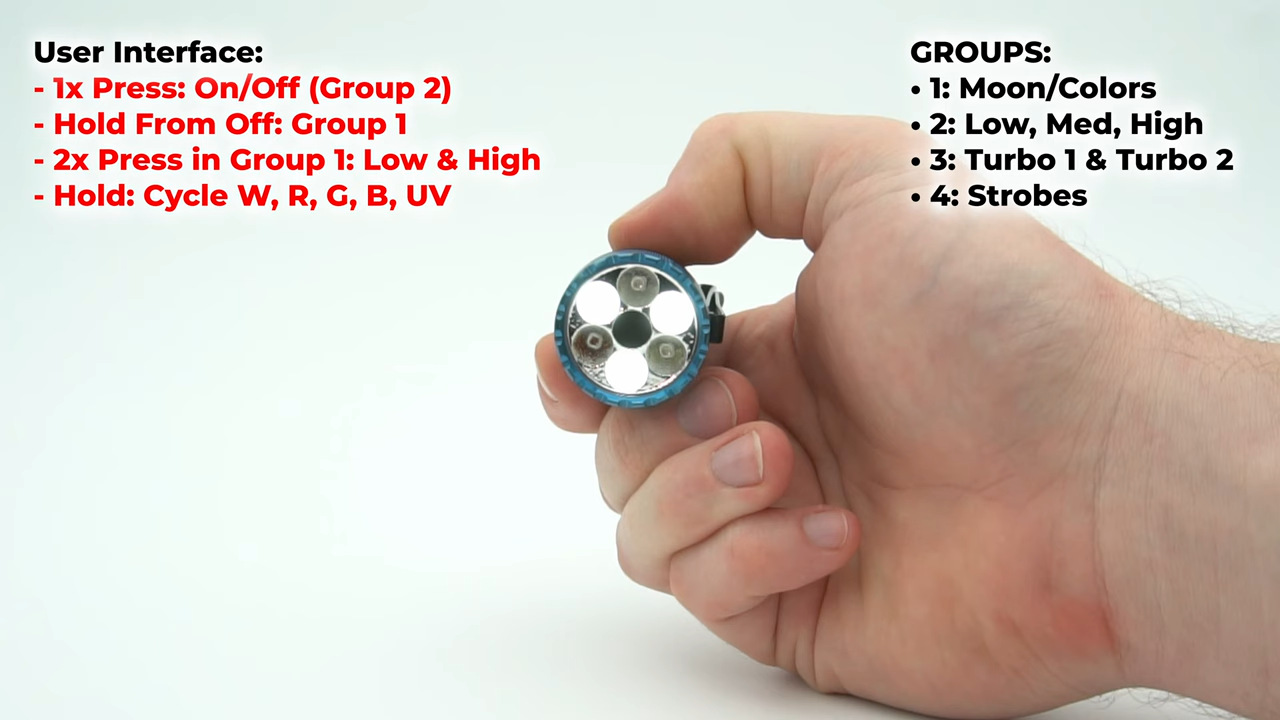 User Interface:
- 1x Press: On/Off (Group 2)
- Hold From Off: Group 1
- 2x Press in Group 1: Low & High
- Hold: Cycle W, R, G, B, UV
GROUPS:
• 1: Moon/Colors
• 2: Low, Med, High
• 3: Turbo 1 & Turbo 2
• 4: Strobes